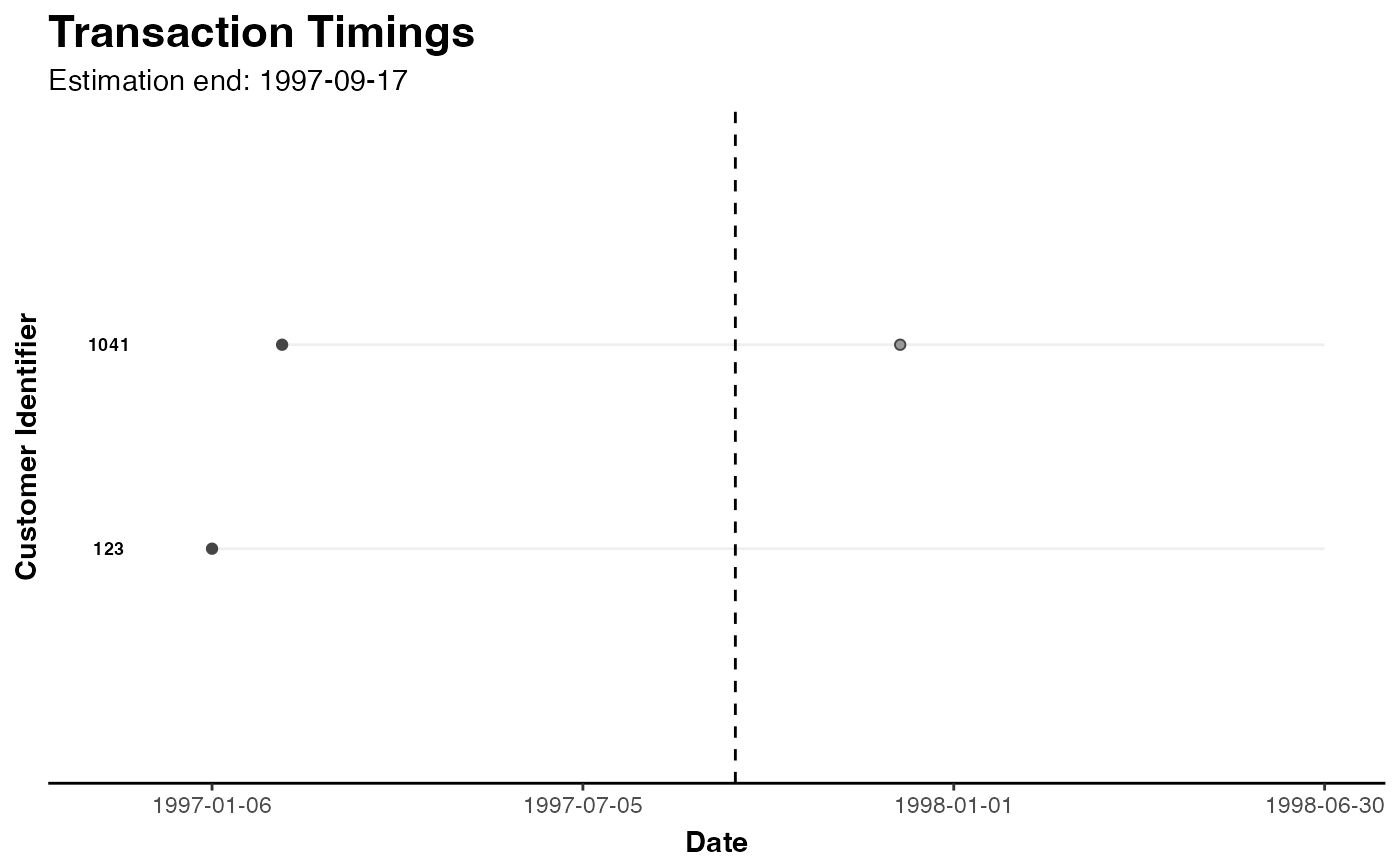 Transaction Timings
Estimation end: 1997-09-17
Customer Identifier
1041
123
1997-01-06 1997-07-05 1998-01-01 1998-06-30
Date